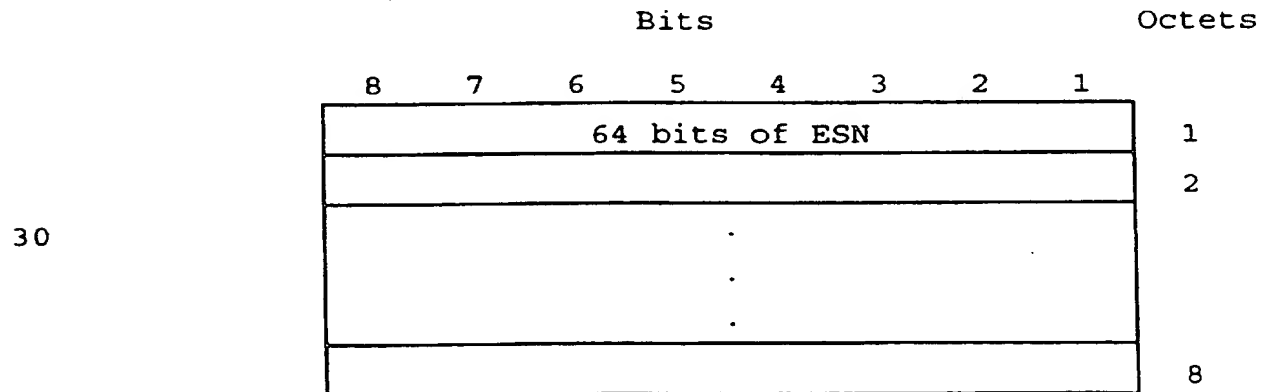 Bits Octets
8 7 6 5 4 3 2 1
64 bits of ESN 1
2
30 .
.
.
8